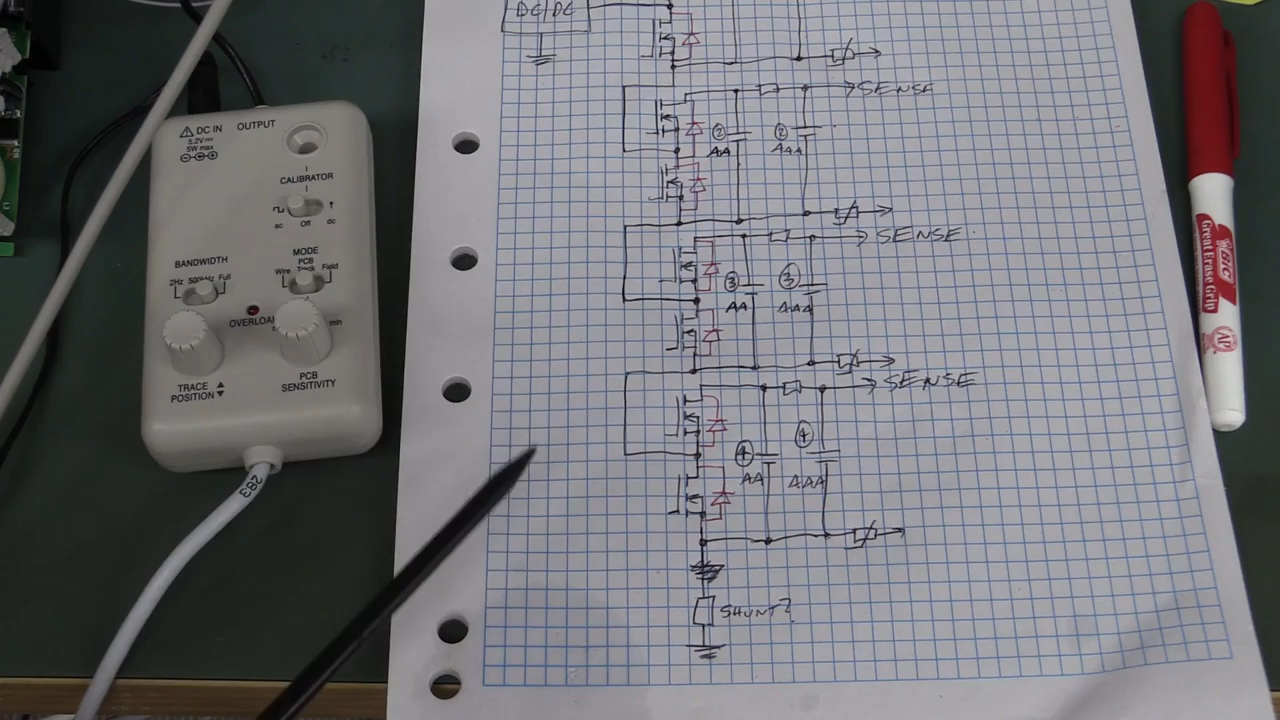 DC/DC
SENSE
② ②
AA AAA
SENSE
③ ③
AA AAA
SENSE
④ ④
AA AAA
SHUNT?
⚠ DC IN OUTPUT
5.2V
5W max
CALIBRATOR
ac Off dc
MODE
PCB
Wire Track Field
BANDWIDTH
2Hz 500kHz Full
OVERLOAD
min
TRACE
POSITION
PCB
SENSITIVITY
283
BIC
Great Erase Grip
AP